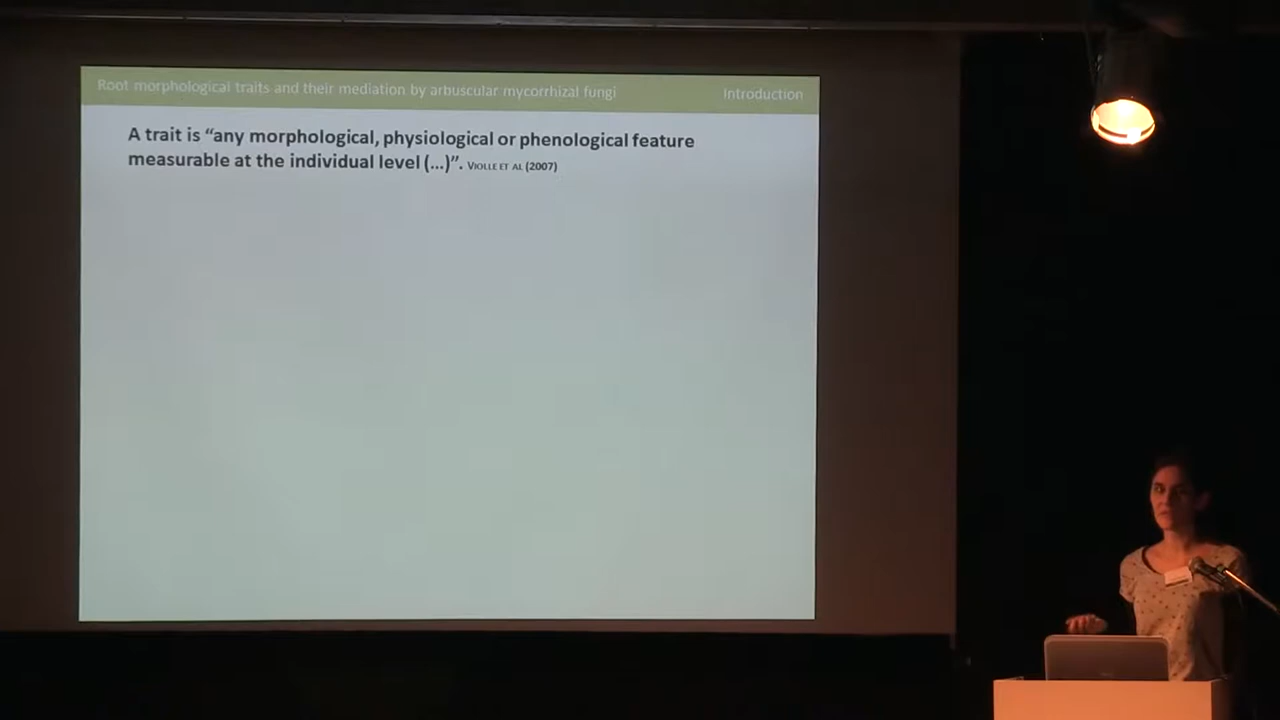 Root morphological traits and their mediation by arbuscular mycorrhizal fungi
Introduction
A trait is “any morphological, physiological or phenological feature
measurable at the individual level (...)”. VIOLLE ET AL (2007)